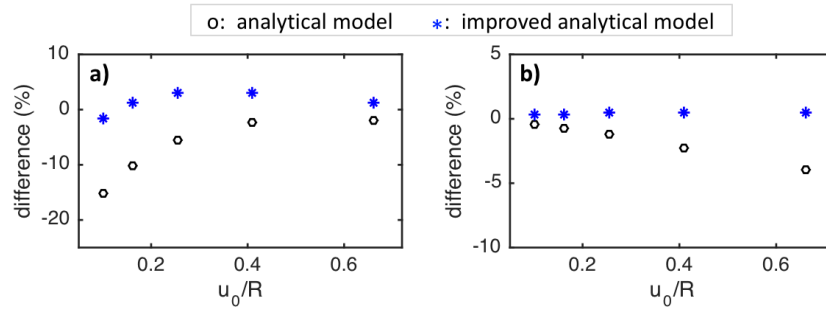 o: analytical model *: improved analytical model
a)
difference (%)
10
0
-10
-20
0.2 0.4 0.6
u0/R
b)
difference (%)
5
0
-5
-10
0.2 0.4 0.6
u0/R